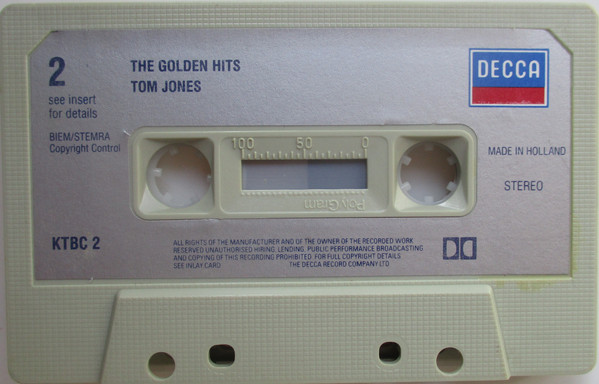 2
THE GOLDEN HITS
TOM JONES
DECCA
see insert
for details
BIEM/STEMRA
Copyright Control
100 50 0
MADE IN HOLLAND
STEREO
PolyGram
KTBC 2
ALL RIGHTS OF THE MANUFACTURER AND OF THE OWNER OF THE RECORDED WORK
RESERVED UNAUTHORISED HIRING, LENDING, PUBLIC PERFORMANCE BROADCASTING
AND COPYING OF THIS RECORDING PROHIBITED. FOR FULL COPYRIGHT DETAILS
SEE INLAY CARD THE DECCA RECORD COMPANY LTD